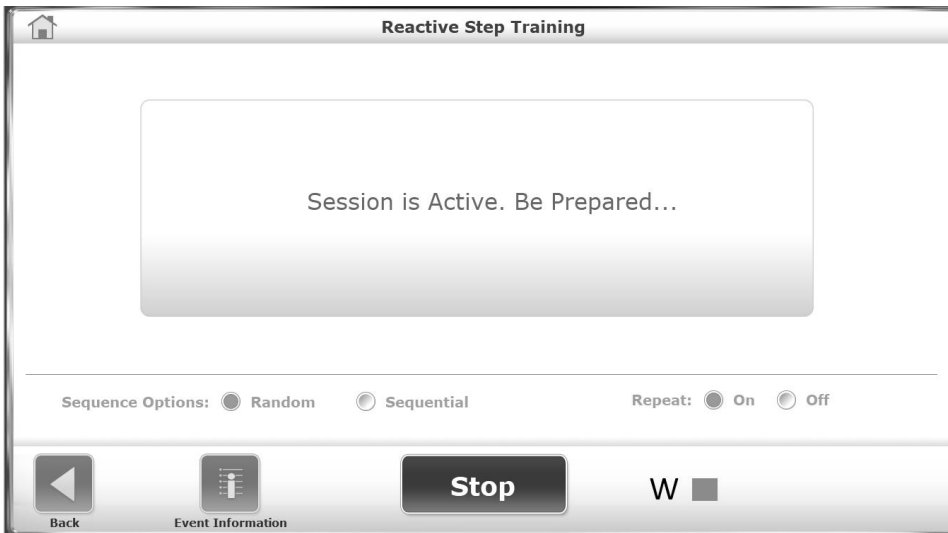 Reactive Step Training
Session is Active. Be Prepared...
Sequence Options: Random Sequential Repeat: On Off
Stop W
Back Event Information